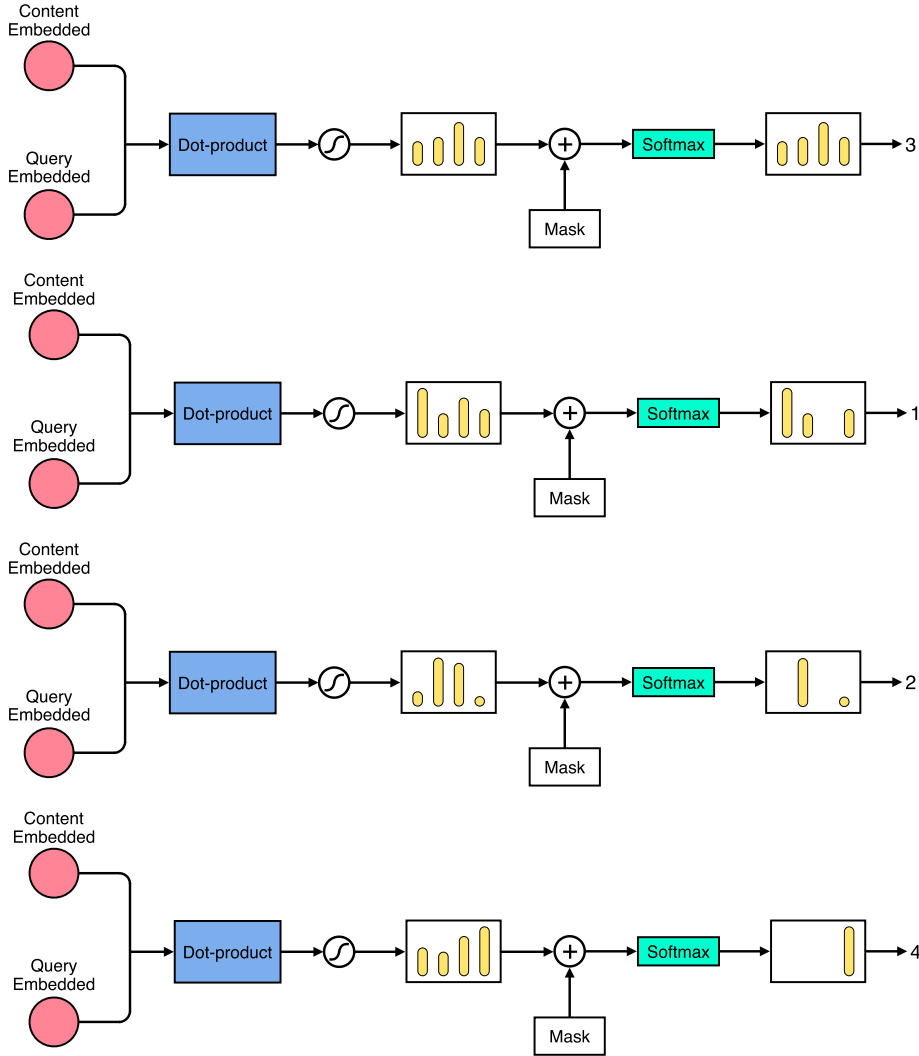 Content
Embedded
Query
Embedded
Dot-product
Softmax
3
Mask
Content
Embedded
Query
Embedded
Dot-product
Softmax
1
Mask
Content
Embedded
Query
Embedded
Dot-product
Softmax
2
Mask
Content
Embedded
Query
Embedded
Dot-product
Softmax
4
Mask